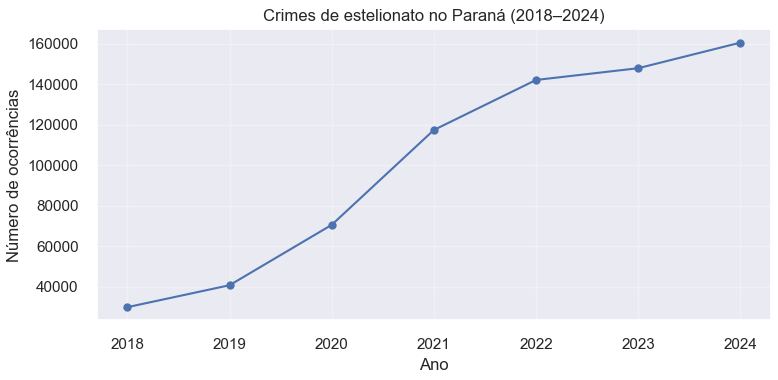 Crimes de estelionato no Paraná (2018–2024)
160000
140000
120000
100000
80000
60000
40000
Número de ocorrências
2018 2019 2020 2021 2022 2023 2024
Ano